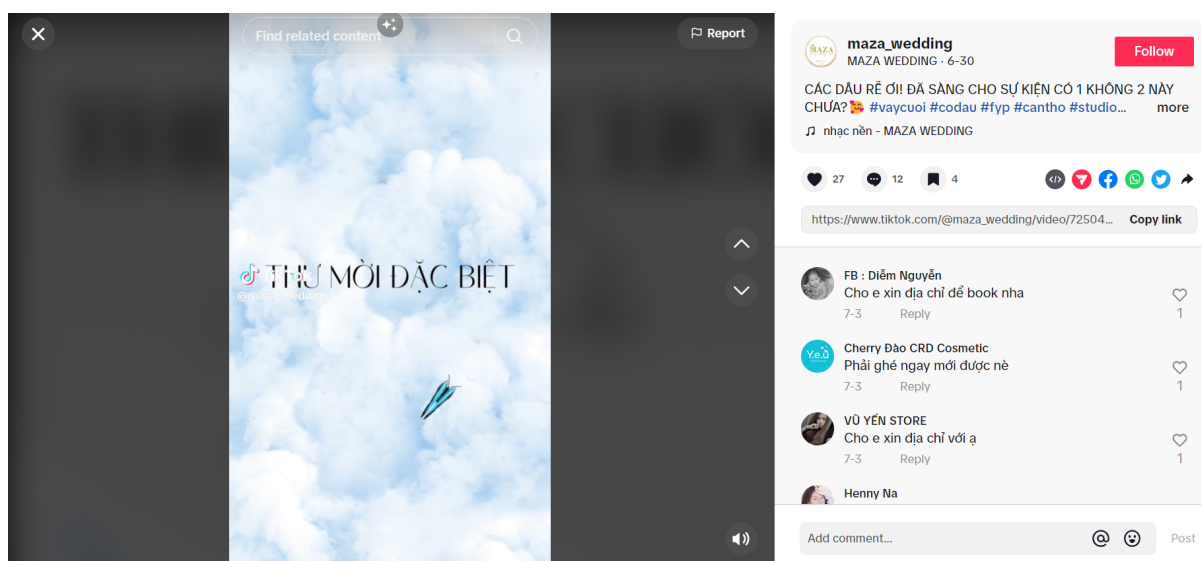 Find related content
Report
THƯ MỜI ĐẶC BIỆT
TikTok
@maza_wedding
MAZA
maza_wedding
MAZA WEDDING · 6-30
Follow
CÁC DÂU RỂ ƠI! ĐÃ SÀNG CHO SỰ KIỆN CÓ 1 KHÔNG 2 NÀY
CHƯA?🥰 #vaycuoi #codau #fyp #cantho #studio...
more
nhạc nền - MAZA WEDDING
27
12
4
https://www.tiktok.com/@maza_wedding/video/72504...
Copy link
FB : Diễm Nguyễn
Cho e xin địa chỉ để book nha
7-3 Reply
1
Y.ê.ü
Cherry Đào CRD Cosmetic
Phải ghé ngay mới được nè
7-3 Reply
1
VŨ YẾN STORE
Cho e xin địa chỉ với ạ
7-3 Reply
1
Henny Na
Add comment...
Post